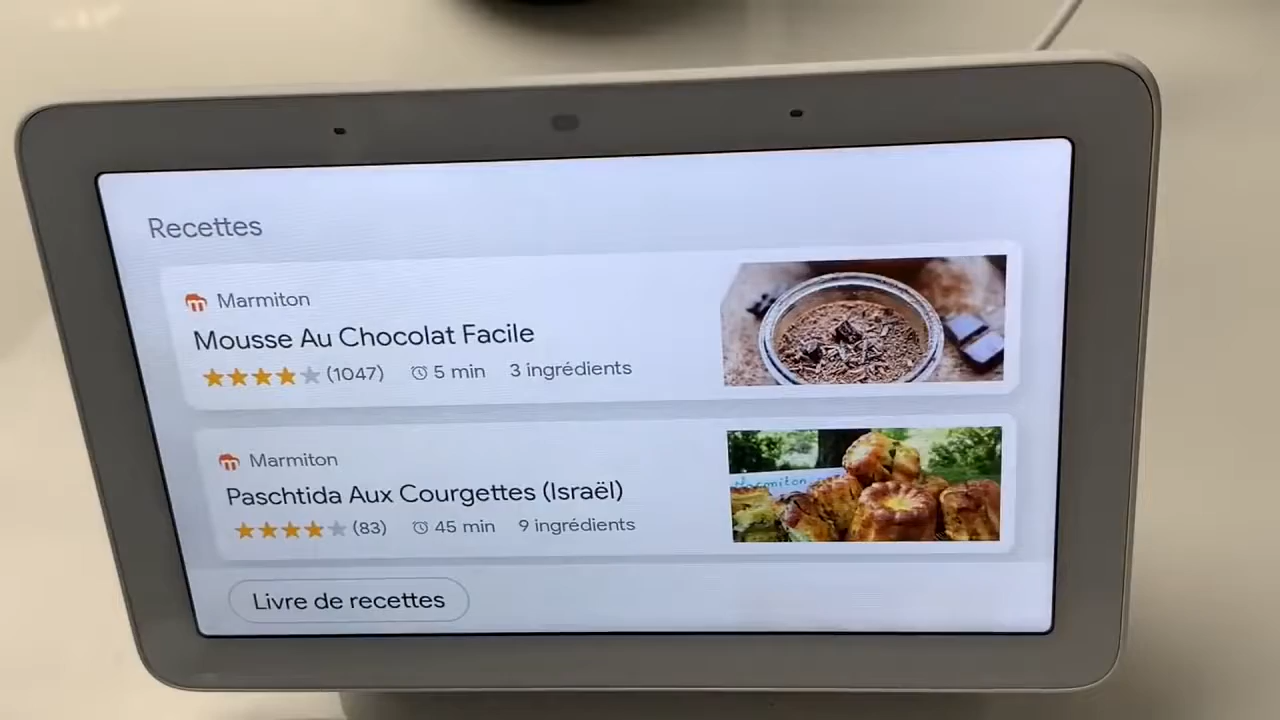 Recettes
Marmiton
Mousse Au Chocolat Facile
(1047) 5 min 3 ingrédients
Marmiton
Paschtida Aux Courgettes (Israël)
(83) 45 min 9 ingrédients
Marmiton
Livre de recettes